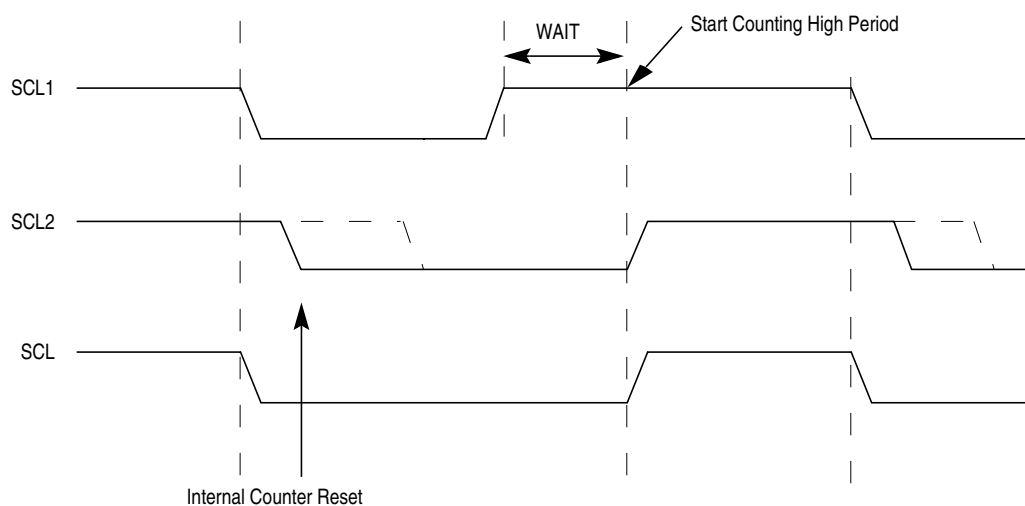 WAIT
Start Counting High Period
SCL1
SCL2
SCL
Internal Counter Reset